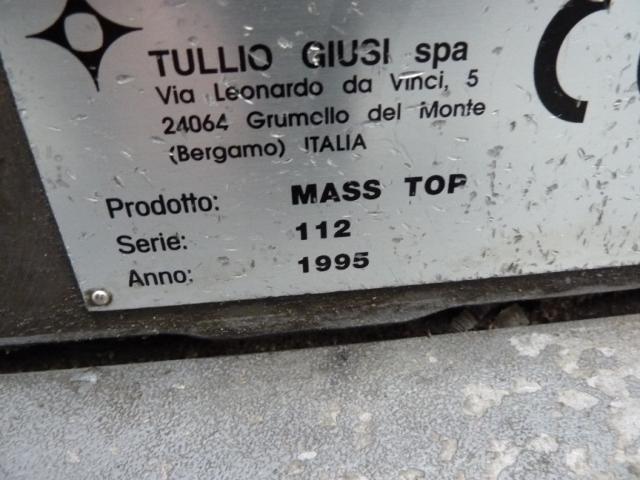 TULLIO GIUSI spa
Via Leonardo da Vinci, 5
24064 Grumello del Monte
(Bergamo) ITALIA
Prodotto: MASS TOP
Serie: 112
Anno: 1995